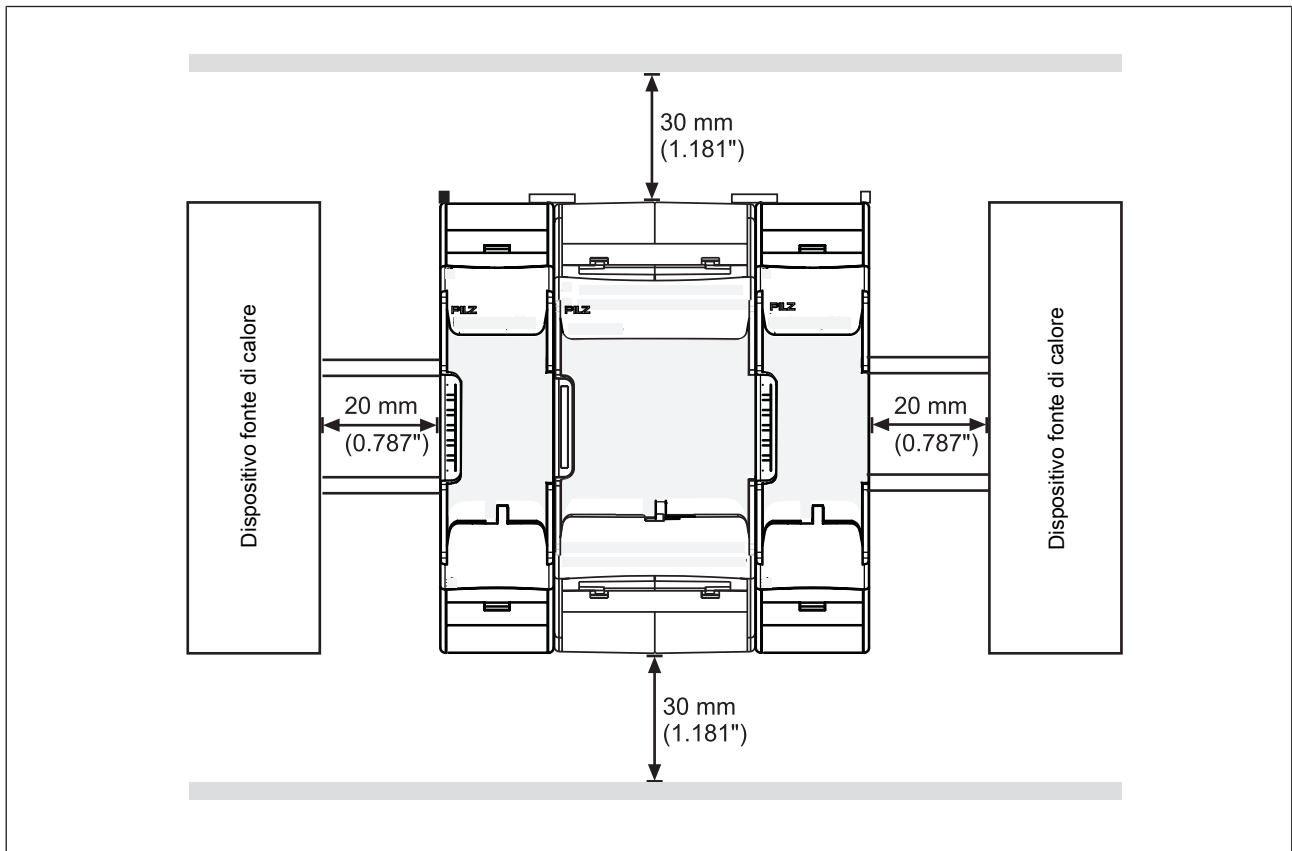 30 mm
(1.181")
PILZ
PILZ
PILZ
Dispositivo fonte di calore
20 mm
(0.787")
20 mm
(0.787")
Dispositivo fonte di calore
30 mm
(1.181")